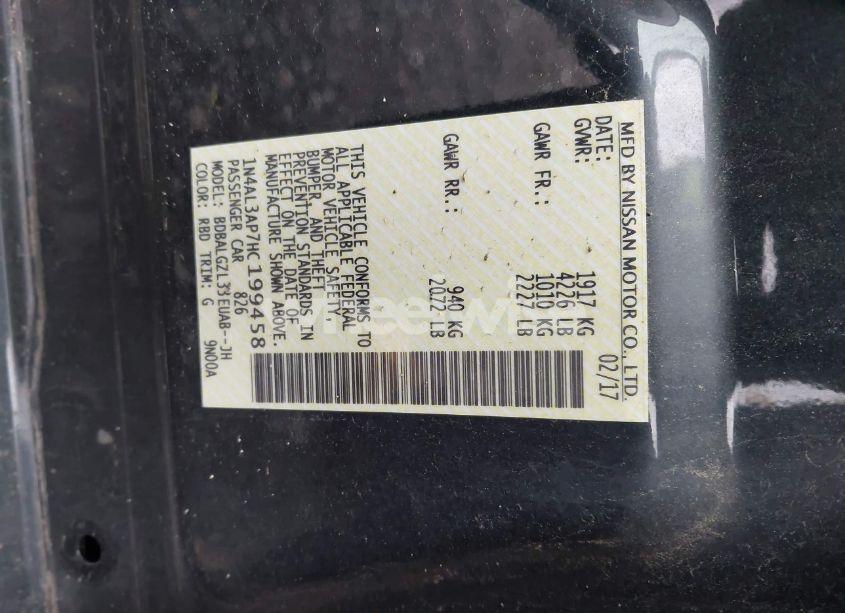 MFD BY NISSAN MOTOR CO., LTD.
DATE: 02/17
GVWR: 1917 KG
4226 LB
GAWR FR.: 1010 KG
2227 LB
GAWR RR.: 940 KG
2072 LB
THIS VEHICLE CONFORMS TO
ALL APPLICABLE FEDERAL
MOTOR VEHICLE SAFETY,
BUMPER, AND THEFT
PREVENTION STANDARDS IN
EFFECT ON THE DATE OF
MANUFACTURE SHOWN ABOVE.
1N4AL3AP7HC199458
PASSENGER CAR 826
MODEL: BDBALGZL33EUAB--JH
COLOR: RBD TRIM: G 9N00A